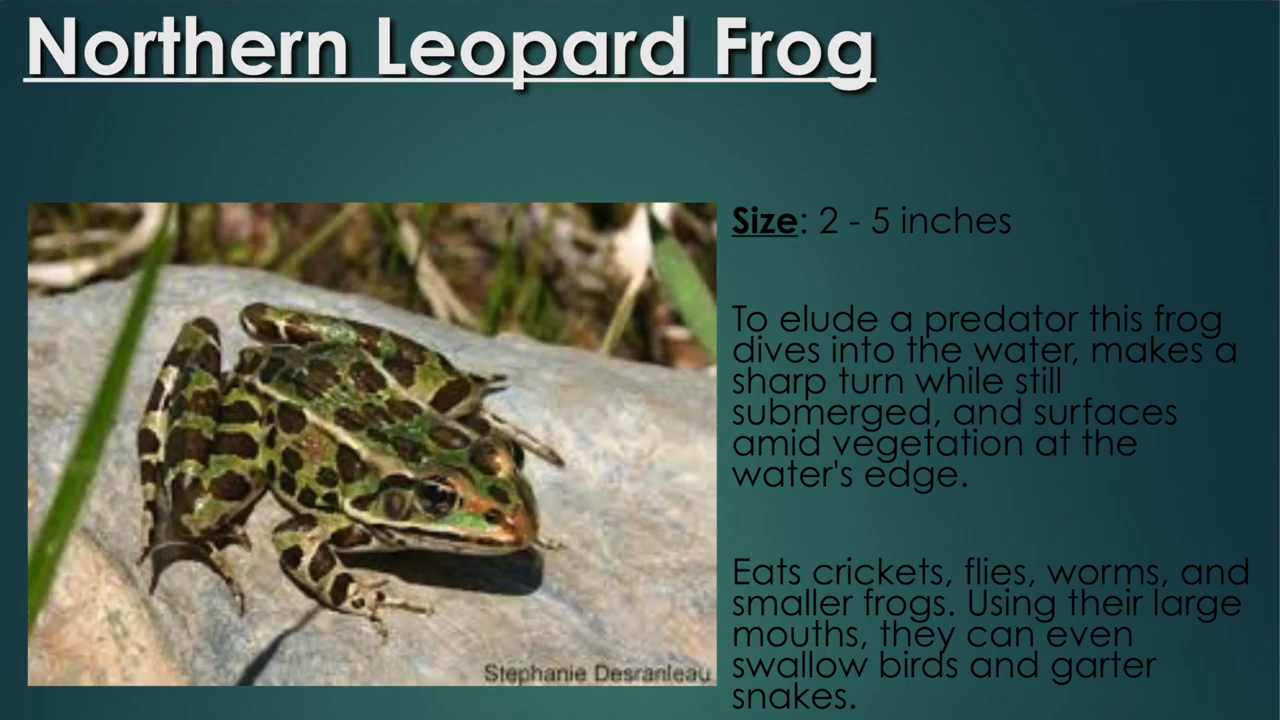 Northern Leopard Frog
Size: 2 - 5 inches
To elude a predator this frog
dives into the water, makes a
sharp turn while still
submerged, and surfaces
amid vegetation at the
water's edge.
Eats crickets, flies, worms, and
smaller frogs. Using their large
mouths, they can even
swallow birds and garter
snakes.
Stephanie Desranleau